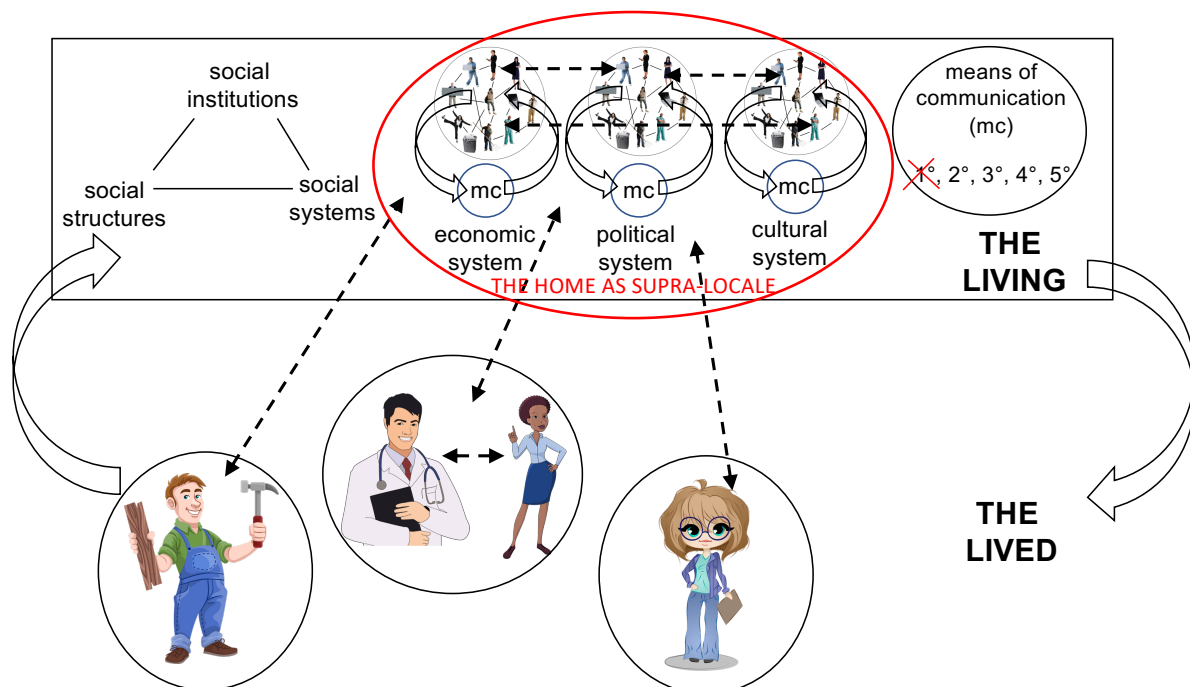 social
institutions
social
structures
social
systems
mc
economic
system
mc
political
system
mc
cultural
system
THE HOME AS SUPRA-LOCALE
means of
communication
(mc)
1°, 2°, 3°, 4°, 5°
THE
LIVING
THE
LIVED